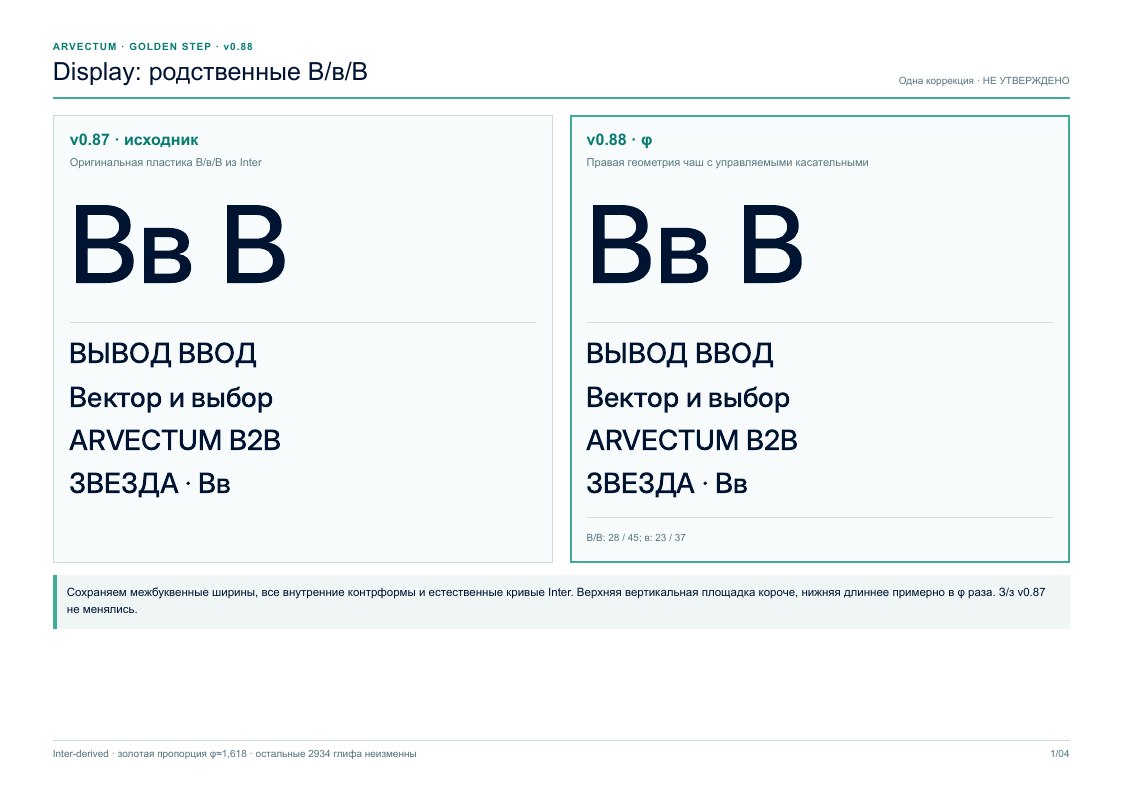 ARVECTUM · GOLDEN STEP · v0.88
Display: родственные В/в/B
Одна коррекция · НЕ УТВЕРЖДЕНО
v0.87 · исходник
Оригинальная пластика В/в/B из Inter
Вв B
ВЫВОД ВВОД
Вектор и выбор
ARVECTUM B2B
ЗВЕЗДА · Вв
v0.88 · φ
Правая геометрия чаш с управляемыми касательными
Вв B
ВЫВОД ВВОД
Вектор и выбор
ARVECTUM B2B
ЗВЕЗДА · Вв
В/B: 28 / 45; в: 23 / 37
Сохраняем межбуквенные ширины, все внутренние контрформы и естественные кривые Inter. Верхняя вертикальная площадка короче, нижняя длиннее примерно в φ раза. З/з v0.87
не менялись.
Inter-derived · золотая пропорция φ≈1,618 · остальные 2934 глифа неизменны
1/04